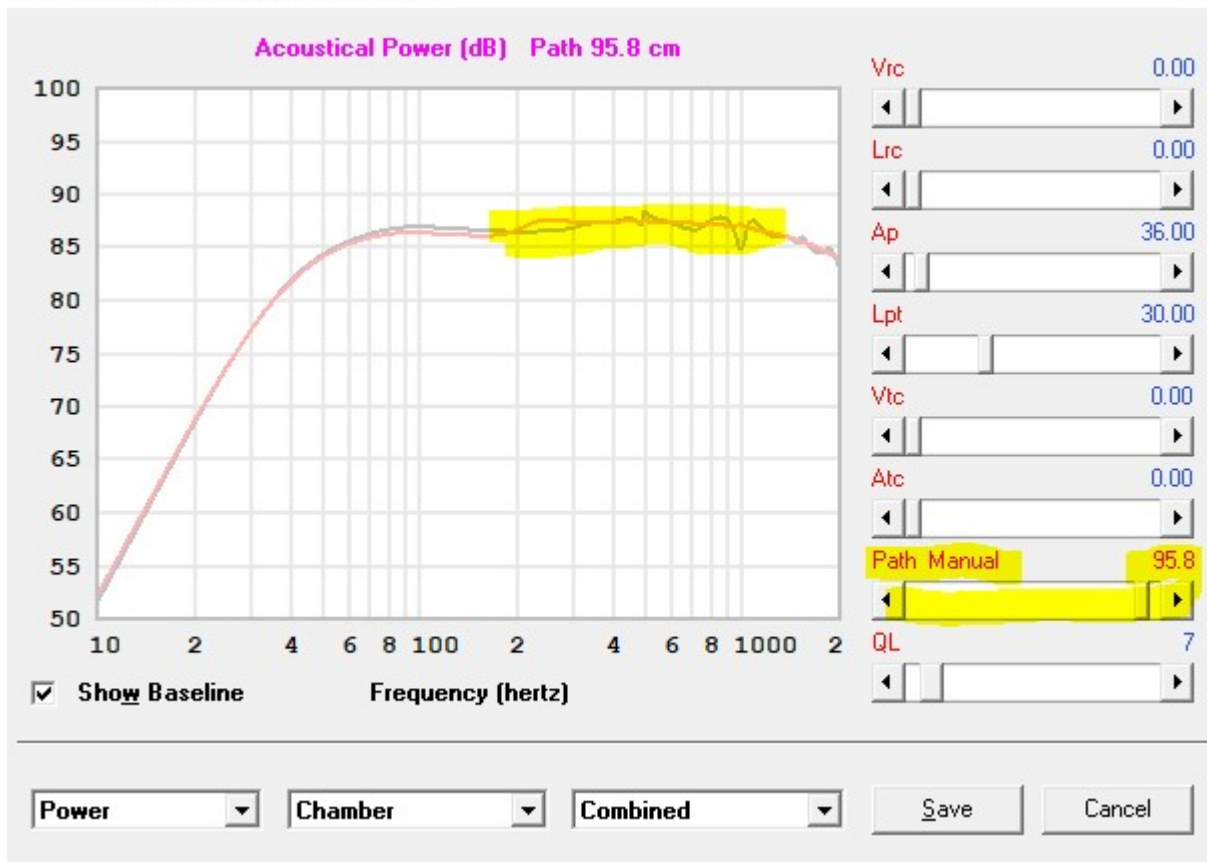 Acoustical Power (dB) Path 95.8 cm
100
95
90
85
80
75
70
65
60
55
50
10 2 4 6 8 100 2 4 6 8 1000 2
Show Baseline Frequency (hertz)
Vrc 0.00
Lrc 0.00
Ap 36.00
Lpt 30.00
Vtc 0.00
Atc 0.00
Path Manual 95.8
QL 7
Power Chamber Combined Save Cancel